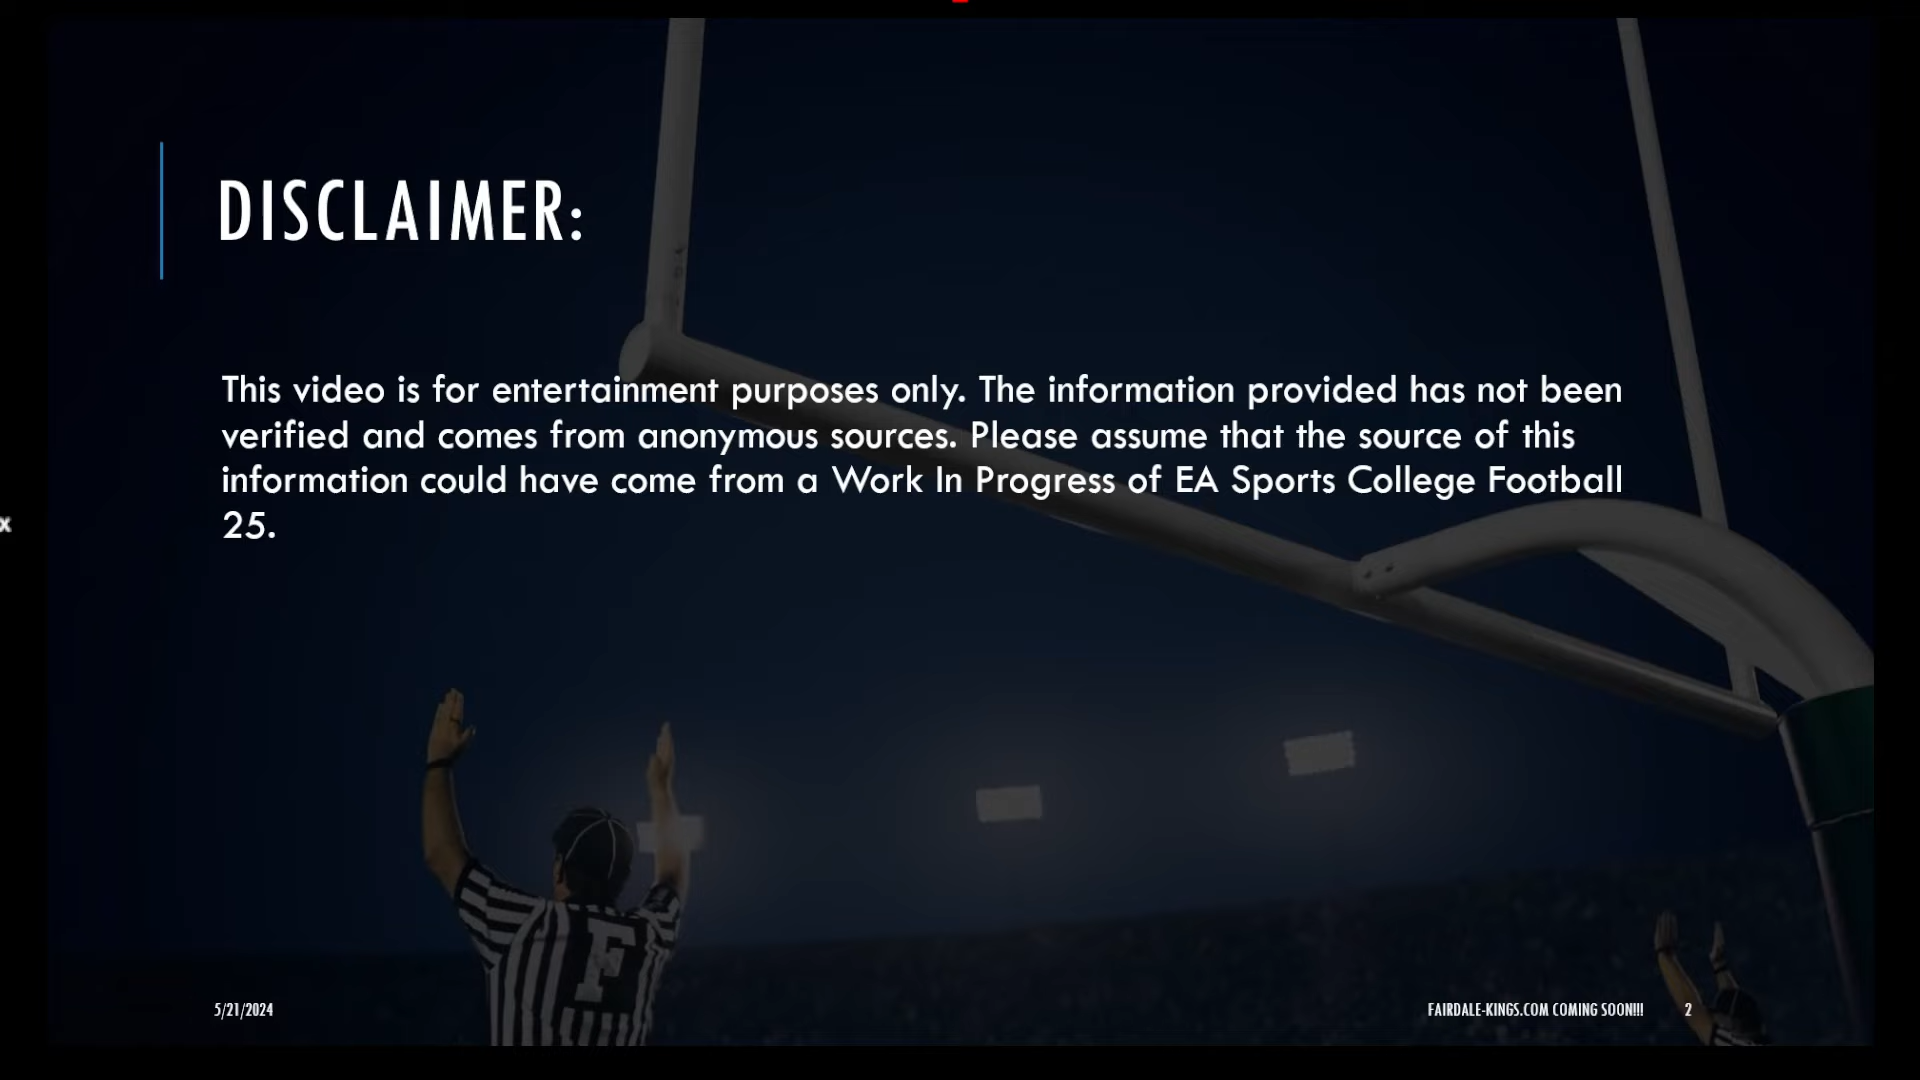 DISCLAIMER:
This video is for entertainment purposes only. The information provided has not been
verified and comes from anonymous sources. Please assume that the source of this
information could have come from a Work In Progress of EA Sports College Football
25.
x
F
5/21/2024
FAIRDALE-KINGS.COM COMING SOON!!!
2